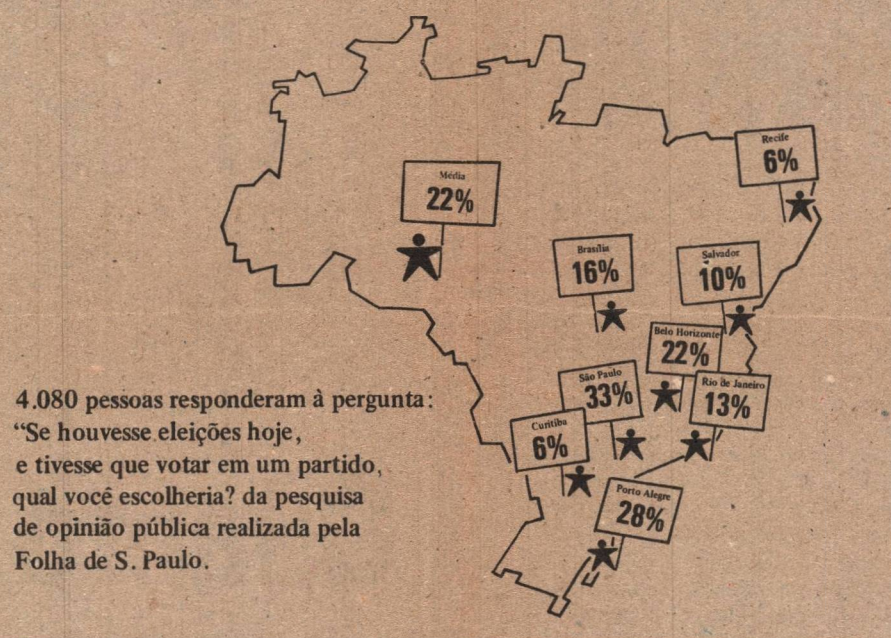 Recife
6%
Média
22%
Brasília
16%
Salvador
10%
Belo Horizonte
22%
São Paulo
33%
Rio de Janeiro
13%
Curitiba
6%
Porto Alegre
28%
4.080 pessoas responderam à pergunta:
“Se houvesse eleições hoje,
e tivesse que votar em um partido,
qual você escolheria? da pesquisa
de opinião pública realizada pela
Folha de S. Paulo.